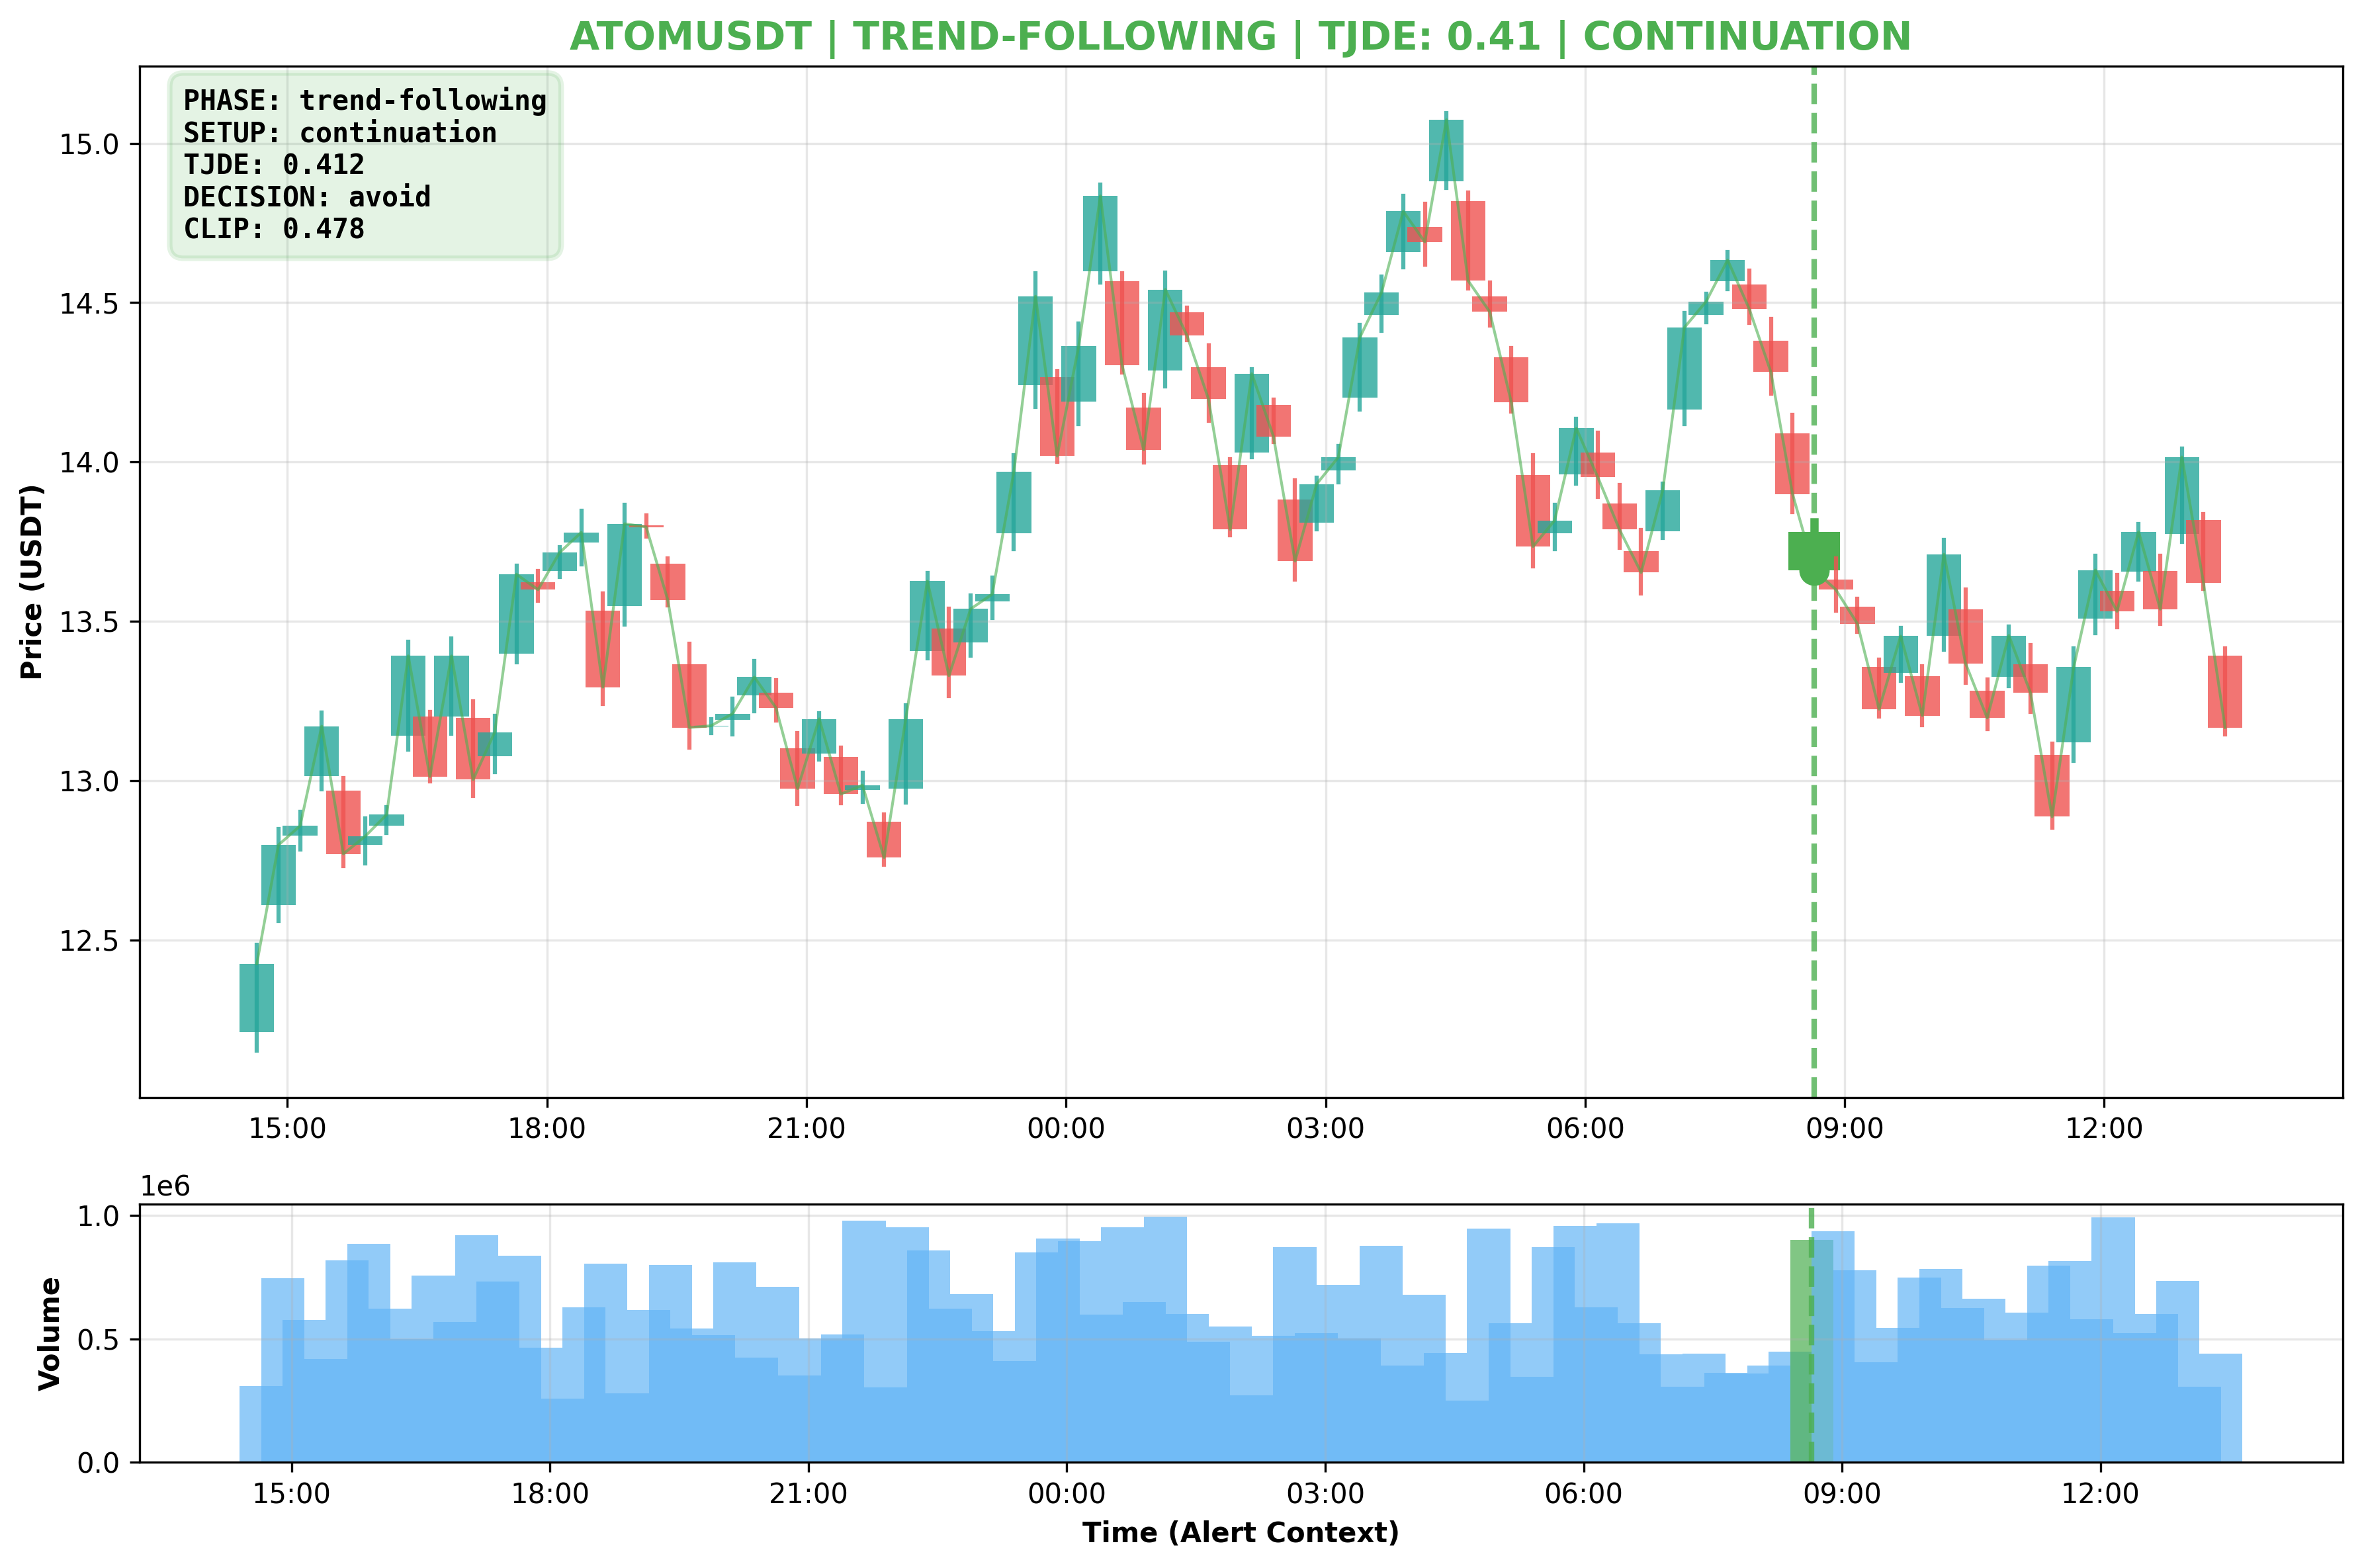 ATOMUSDT | TREND-FOLLOWING | TJDE: 0.41 | CONTINUATION
PHASE: trend-following
SETUP: continuation
TJDE: 0.412
DECISION: avoid
CLIP: 0.478
Price (USDT)
15.0
14.5
14.0
13.5
13.0
12.5
15:00 18:00 21:00 00:00 03:00 06:00 09:00 12:00
1e6
Volume
1.0
0.5
0.0
15:00 18:00 21:00 00:00 03:00 06:00 09:00 12:00
Time (Alert Context)